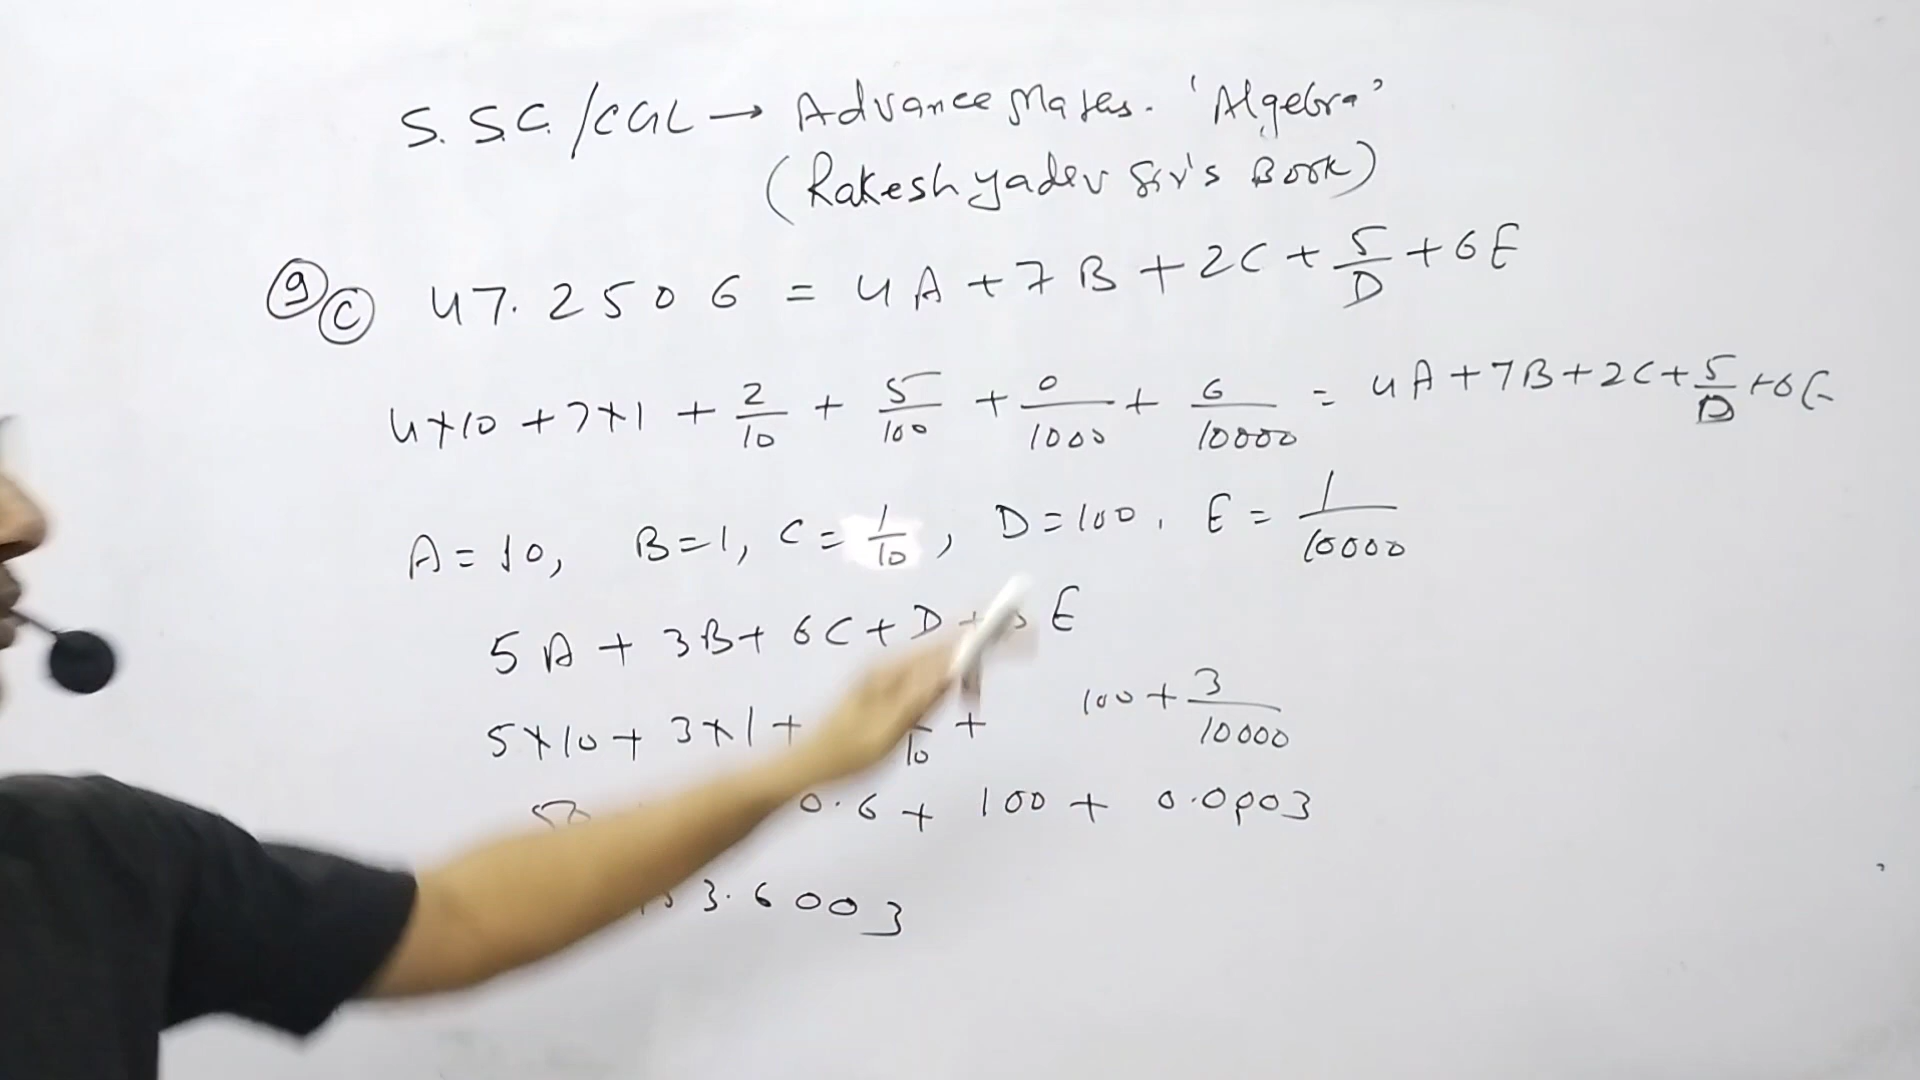 S.S.C./CGL → Advance Maths. 'Algebra'
(Rakesh yadev Sir's Book)
9 C 47.2506 = 4A + 7B + 2C + 5/D + 6E
4×10 + 7×1 + 2/10 + 5/100 + 0/1000 + 6/10000 = 4A + 7B + 2C + 5/D + 6E
A = 10, B = 1, C = 1/10, D = 100, E = 1/10000
5A + 3B + 6C + D + E
5×10 + 3×1 + 10 + 100 + 3/10000
0.6 + 100 + 0.0003
3.6003